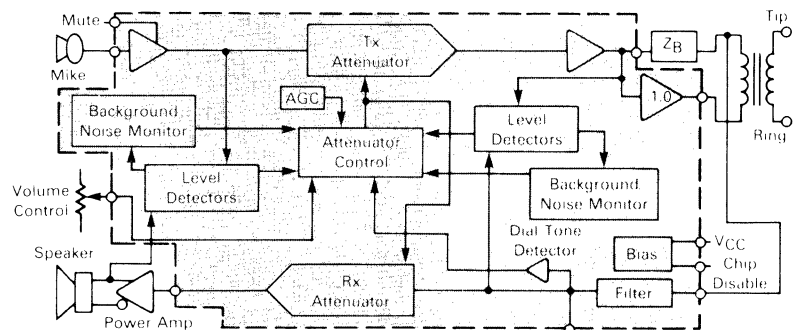 Mute
Mike
Tx
Attenuator
ZB
Tip
1.0
Ring
AGC
Background
Noise Monitor
Attenuator
Control
Level
Detectors
Level
Detectors
Background
Noise Monitor
Volume
Control
Dial Tone
Detector
Bias
VCC
Chip
Disable
Speaker
Power Amp
Rx
Attenuator
Filter